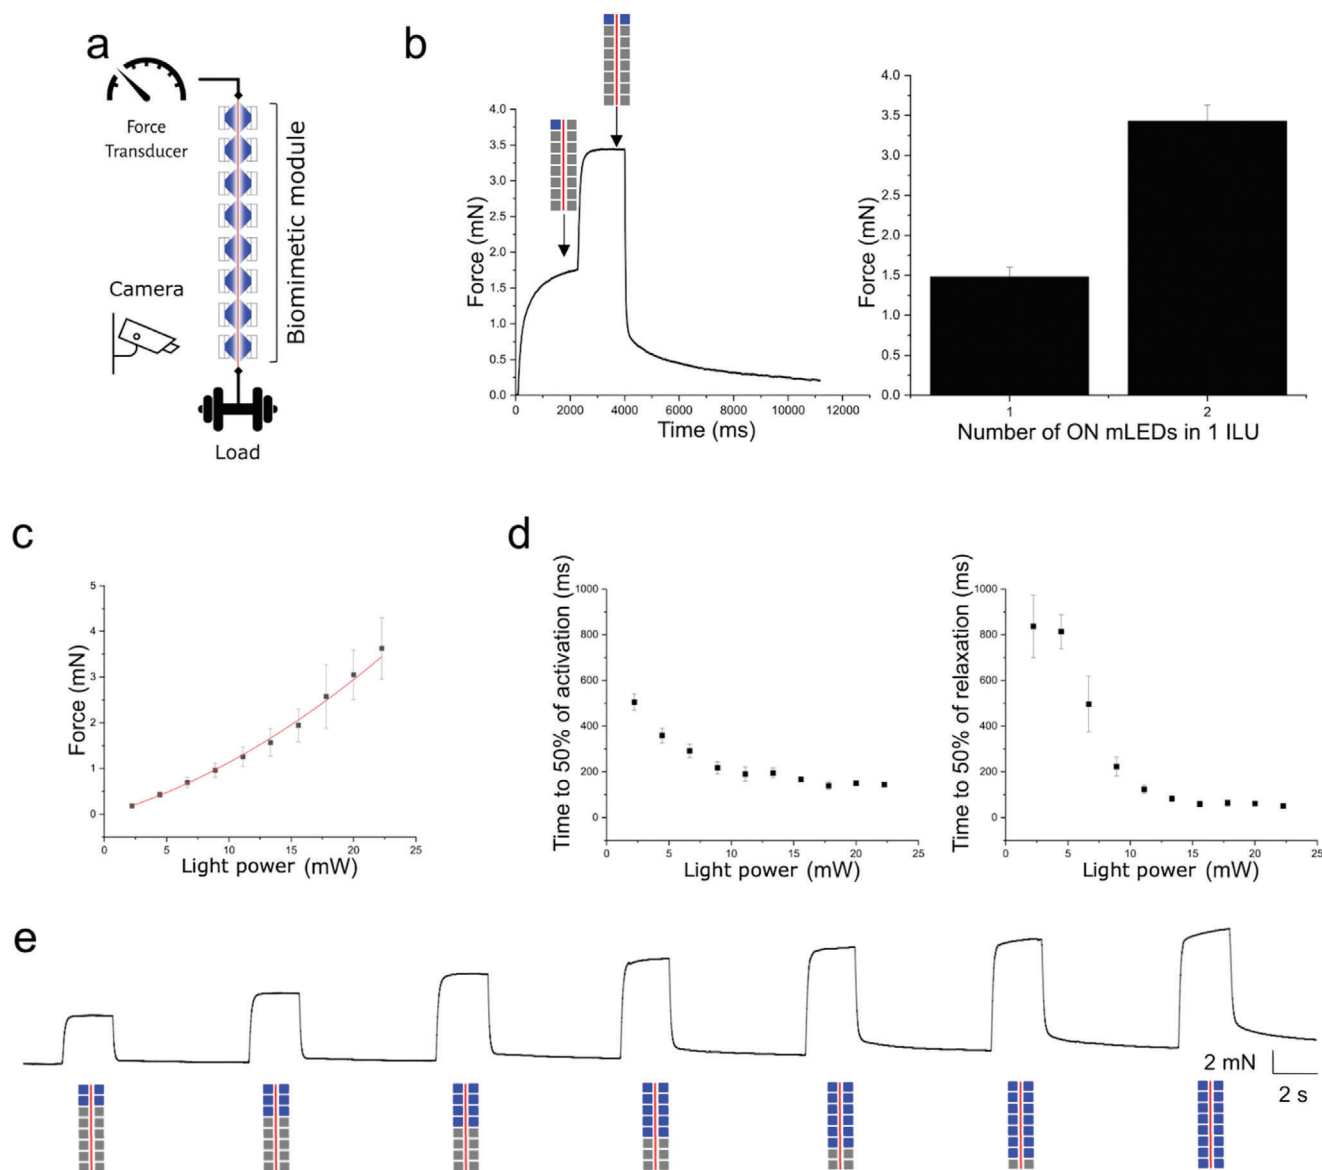 a
Force
Transducer
Biomimetic module
Camera
Load
b
4.0
3.5
3.0
2.5
2.0
1.5
1.0
0.5
0.0
Force (mN)
0 2000 4000 6000 8000 10000 12000
Time (ms)
4.0
3.5
3.0
2.5
2.0
1.5
1.0
0.5
0.0
Force (mN)
1 2
Number of ON mLEDs in 1 ILU
c
5
4
3
2
1
0
Force (mN)
0 5 10 15 20 25
Light power (mW)
d
1000
800
600
400
200
0
Time to 50% of activation (ms)
0 5 10 15 20 25
Light power (mW)
1000
800
600
400
200
0
Time to 50% of relaxation (ms)
0 5 10 15 20 25
Light power (mW)
e
2 mN
2 s